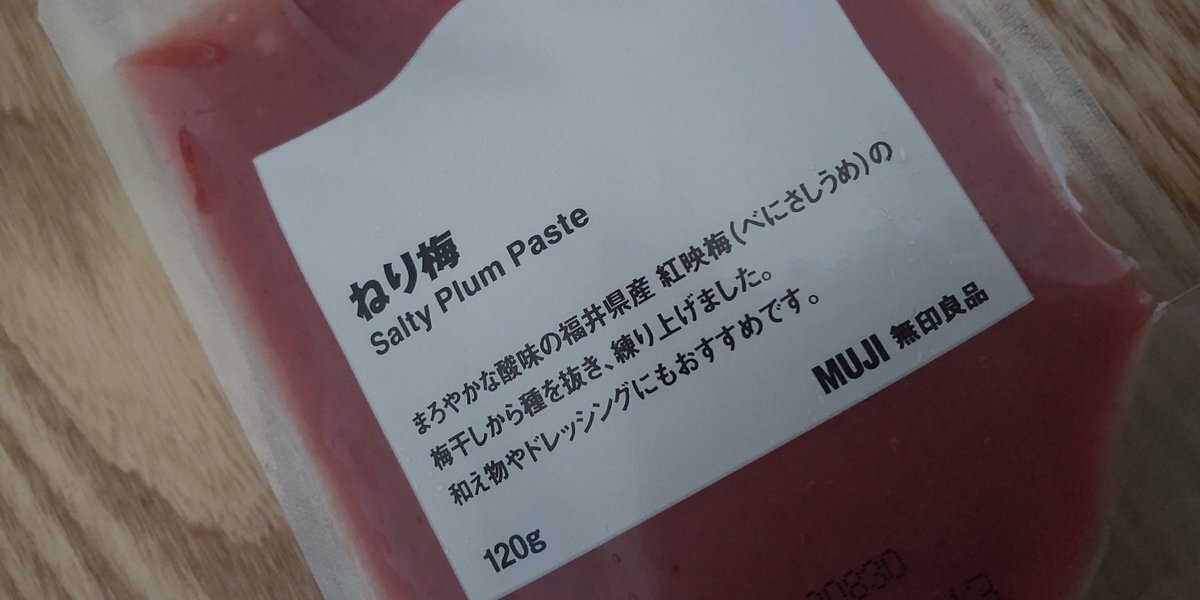 ねり梅
Salty Plum Paste
まろやかな酸味の福井県産 紅映梅(べにさしうめ)の
梅干しから種を抜き、練り上げました。
和え物やドレッシングにもおすすめです。
MUJI 無印良品
120g